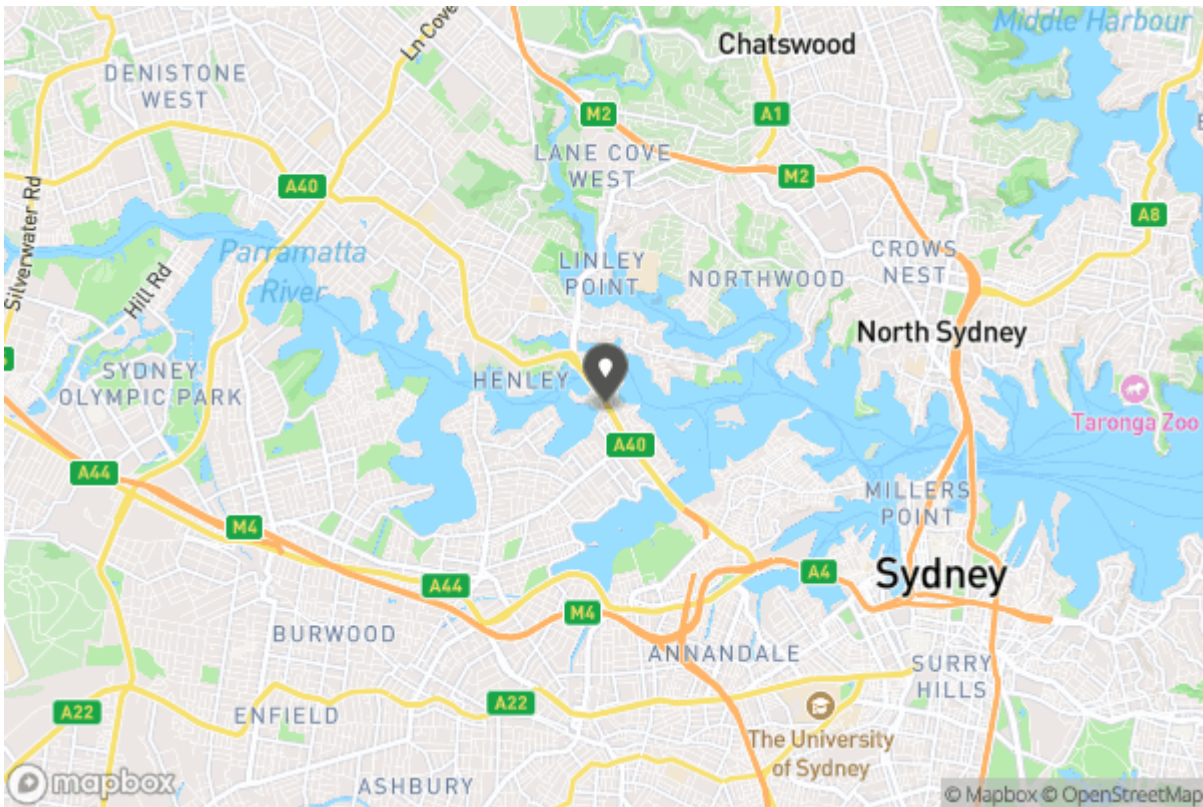 Middle Harbour
Ln Cove
Chatswood
DENISTONE
WEST
M2
A1
LANE COVE
WEST
M2
A40
A8
Silverwater Rd
Parramatta
River
Hill Rd
LINLEY
POINT
NORTHWOOD
CROWS
NEST
North Sydney
SYDNEY
OLYMPIC PARK
HENLEY
Taronga Zoo
A40
A44
MILLERS
POINT
M4
A44
A4
Sydney
M4
BURWOOD
ANNANDALE
SURRY
HILLS
A22
A22
ENFIELD
The University
of Sydney
ASHBURY
mapbox
© Mapbox © OpenStreetMap